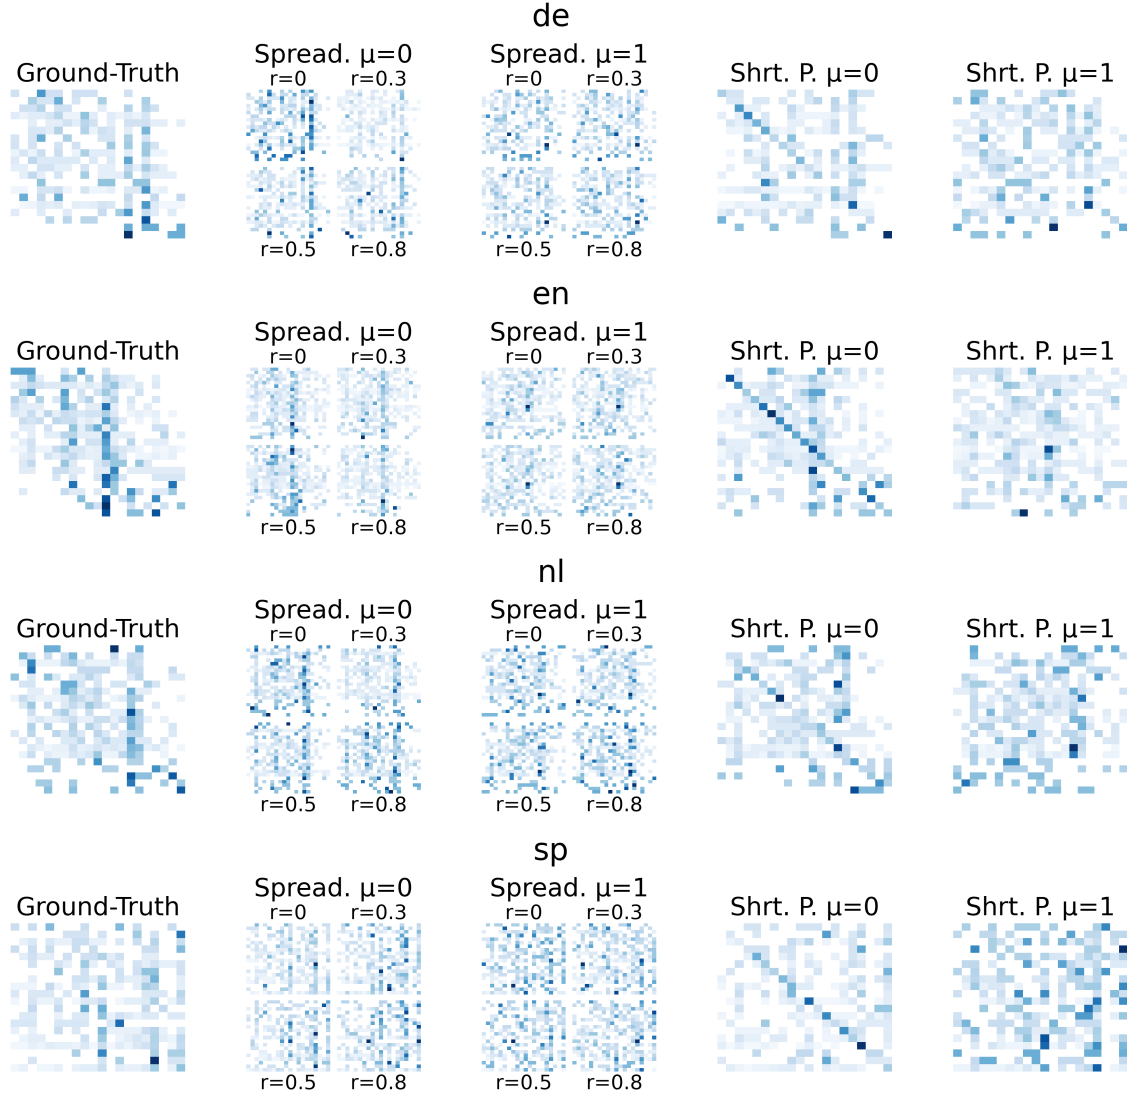 de
Ground-Truth
Spread. μ=0
r=0 r=0.3
r=0.5 r=0.8
Spread. μ=1
r=0 r=0.3
r=0.5 r=0.8
Shrt. P. μ=0
Shrt. P. μ=1
en
Ground-Truth
Spread. μ=0
r=0 r=0.3
r=0.5 r=0.8
Spread. μ=1
r=0 r=0.3
r=0.5 r=0.8
Shrt. P. μ=0
Shrt. P. μ=1
nl
Ground-Truth
Spread. μ=0
r=0 r=0.3
r=0.5 r=0.8
Spread. μ=1
r=0 r=0.3
r=0.5 r=0.8
Shrt. P. μ=0
Shrt. P. μ=1
sp
Ground-Truth
Spread. μ=0
r=0 r=0.3
r=0.5 r=0.8
Spread. μ=1
r=0 r=0.3
r=0.5 r=0.8
Shrt. P. μ=0
Shrt. P. μ=1